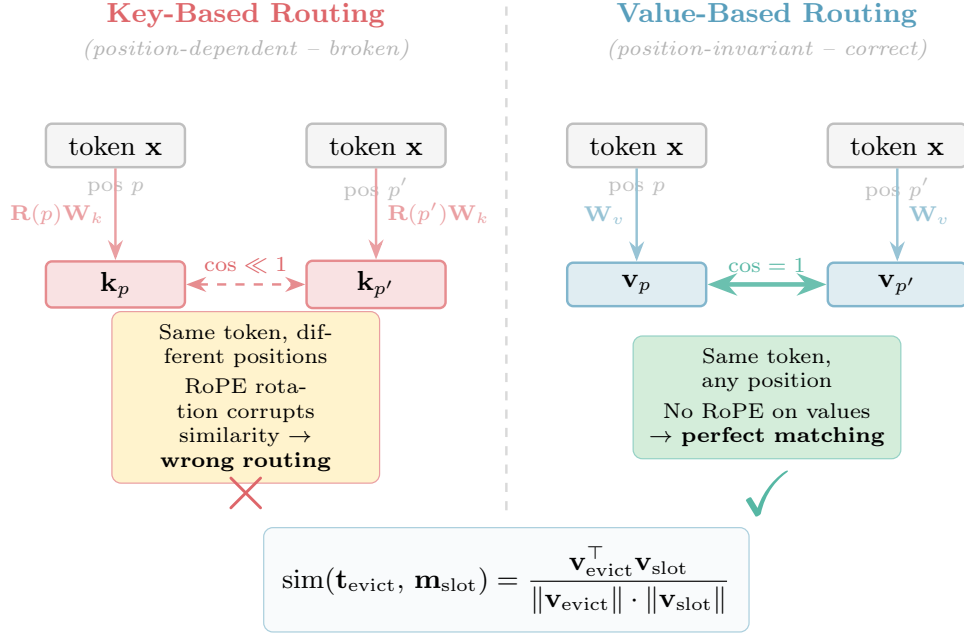 Key-Based Routing
(position-dependent – broken)
token x
token x
pos p
pos p′
R(p)W_k
R(p′)W_k
k_p
cos ≪ 1
k_{p′}
Same token, dif-
ferent positions
RoPE rota-
tion corrupts
similarity →
wrong routing
Value-Based Routing
(position-invariant – correct)
token x
token x
pos p
pos p′
W_v
W_v
v_p
cos = 1
v_{p′}
Same token,
any position
No RoPE on values
→ perfect matching
sim(t_evict, m_slot) = v_evict^⊤ v_slot / ‖v_evict‖ · ‖v_slot‖